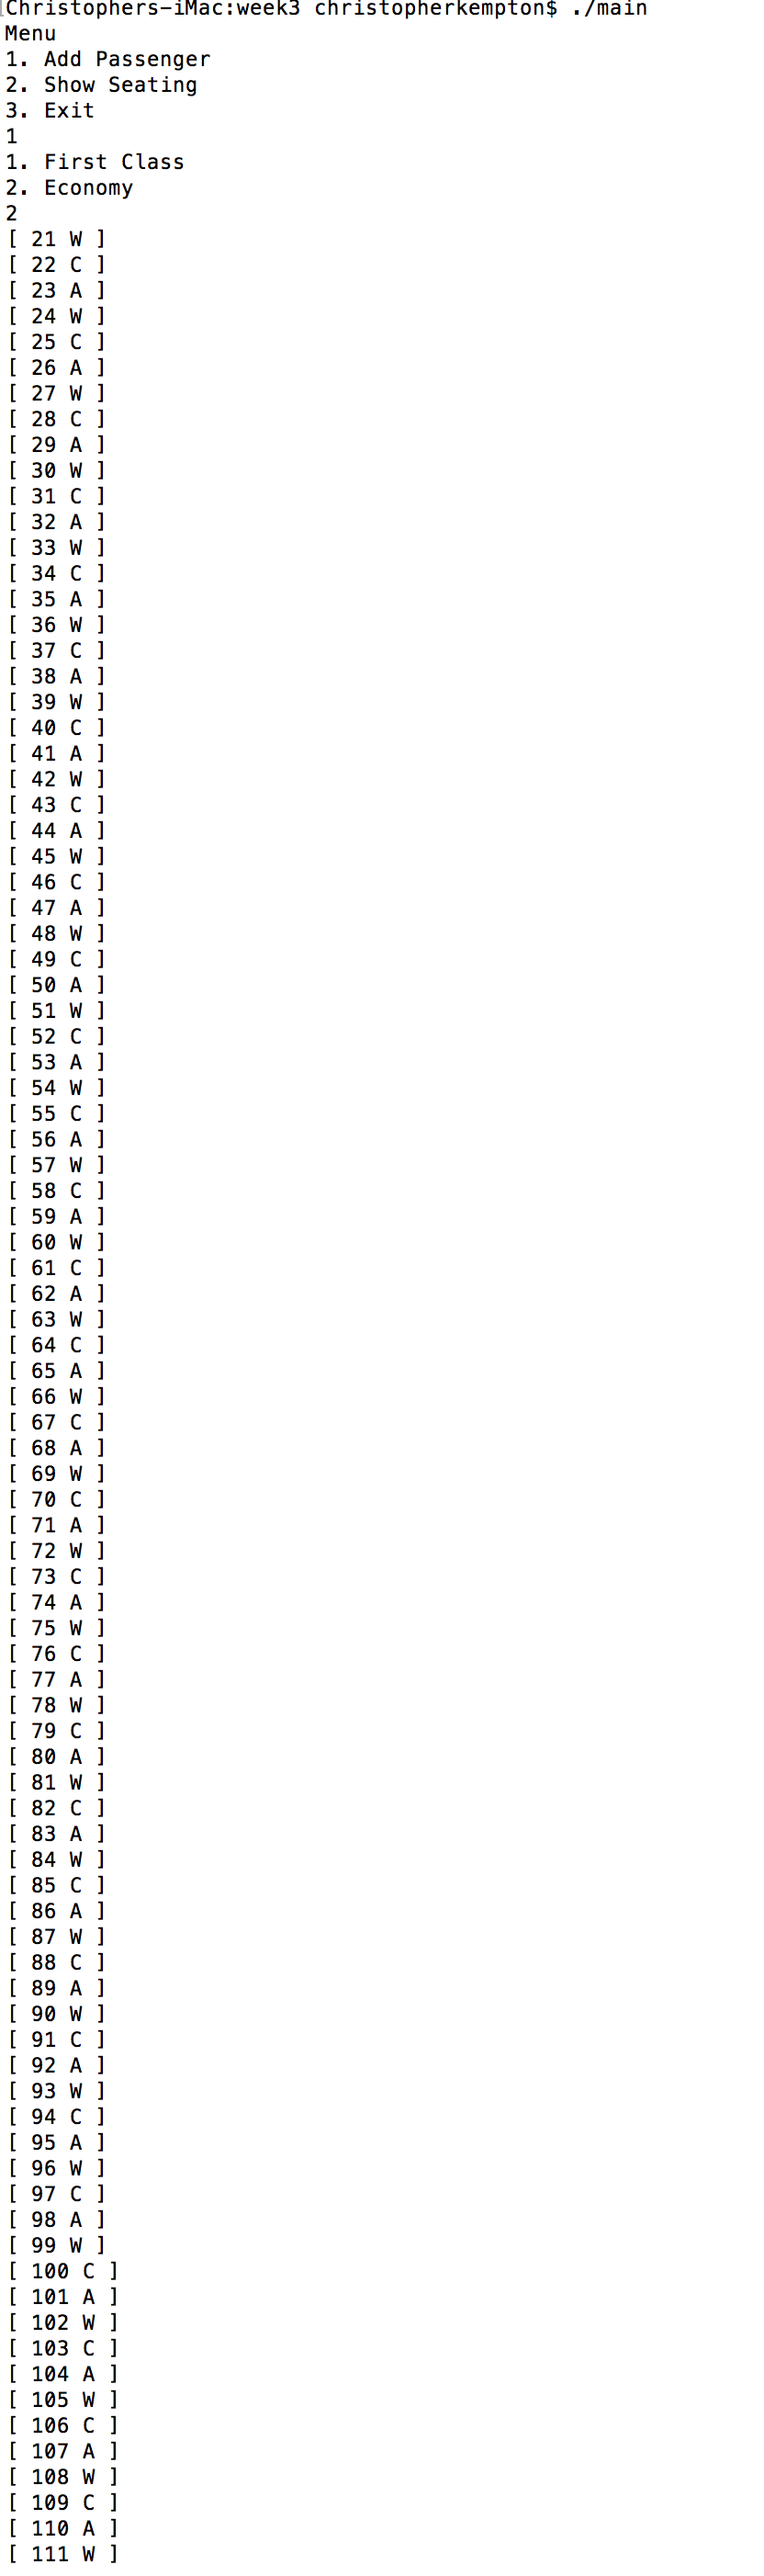 [Christophers-iMac:week3 christopherkempton$ ./main
Menu
1. Add Passenger
2. Show Seating
3. Exit
1
1. First Class
2. Economy
2
[ 21 W ]
[ 22 C ]
[ 23 A ]
[ 24 W ]
[ 25 C ]
[ 26 A ]
[ 27 W ]
[ 28 C ]
[ 29 A ]
[ 30 W ]
[ 31 C ]
[ 32 A ]
[ 33 W ]
[ 34 C ]
[ 35 A ]
[ 36 W ]
[ 37 C ]
[ 38 A ]
[ 39 W ]
[ 40 C ]
[ 41 A ]
[ 42 W ]
[ 43 C ]
[ 44 A ]
[ 45 W ]
[ 46 C ]
[ 47 A ]
[ 48 W ]
[ 49 C ]
[ 50 A ]
[ 51 W ]
[ 52 C ]
[ 53 A ]
[ 54 W ]
[ 55 C ]
[ 56 A ]
[ 57 W ]
[ 58 C ]
[ 59 A ]
[ 60 W ]
[ 61 C ]
[ 62 A ]
[ 63 W ]
[ 64 C ]
[ 65 A ]
[ 66 W ]
[ 67 C ]
[ 68 A ]
[ 69 W ]
[ 70 C ]
[ 71 A ]
[ 72 W ]
[ 73 C ]
[ 74 A ]
[ 75 W ]
[ 76 C ]
[ 77 A ]
[ 78 W ]
[ 79 C ]
[ 80 A ]
[ 81 W ]
[ 82 C ]
[ 83 A ]
[ 84 W ]
[ 85 C ]
[ 86 A ]
[ 87 W ]
[ 88 C ]
[ 89 A ]
[ 90 W ]
[ 91 C ]
[ 92 A ]
[ 93 W ]
[ 94 C ]
[ 95 A ]
[ 96 W ]
[ 97 C ]
[ 98 A ]
[ 99 W ]
[ 100 C ]
[ 101 A ]
[ 102 W ]
[ 103 C ]
[ 104 A ]
[ 105 W ]
[ 106 C ]
[ 107 A ]
[ 108 W ]
[ 109 C ]
[ 110 A ]
[ 111 W ]